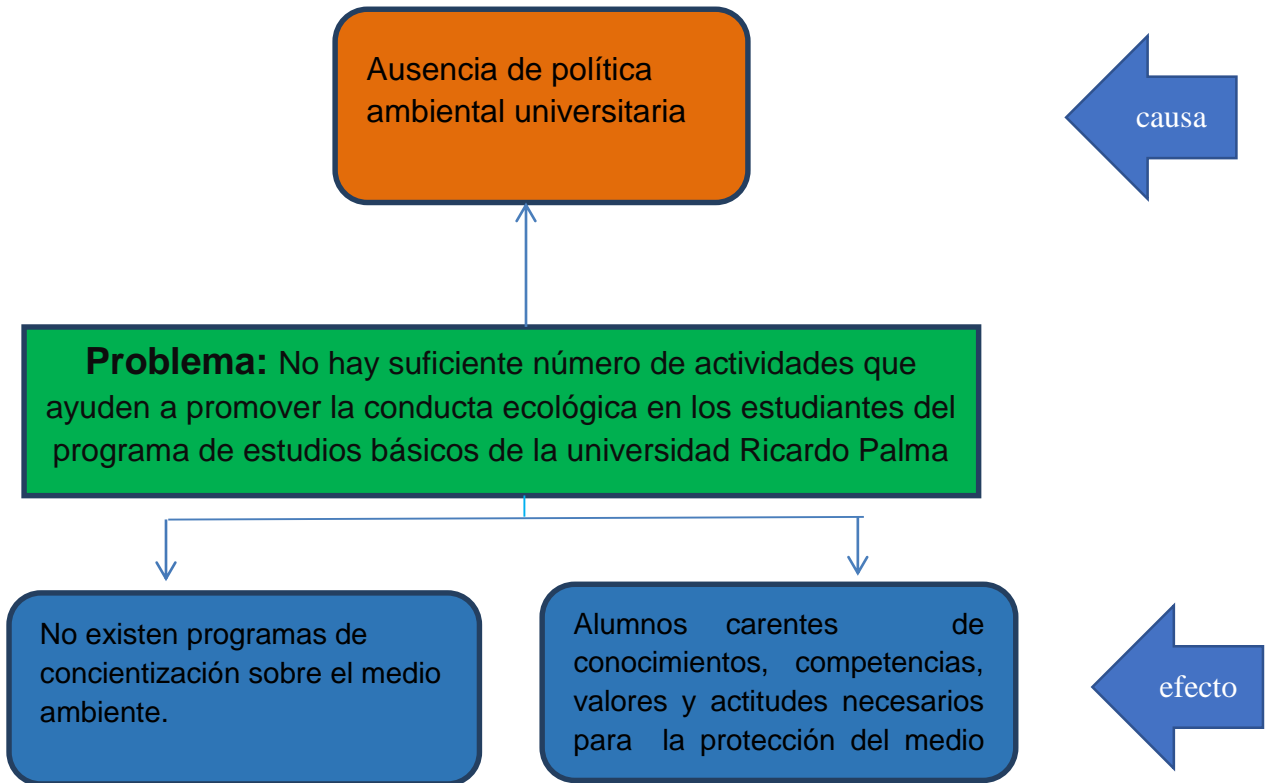 Ausencia de política
ambiental universitaria
causa
Problema: No hay suficiente número de actividades que
ayuden a promover la conducta ecológica en los estudiantes del
programa de estudios básicos de la universidad Ricardo Palma
No existen programas de
concientización sobre el medio
ambiente.
Alumnos carentes de
conocimientos, competencias,
valores y actitudes necesarios
para la protección del medio
efecto